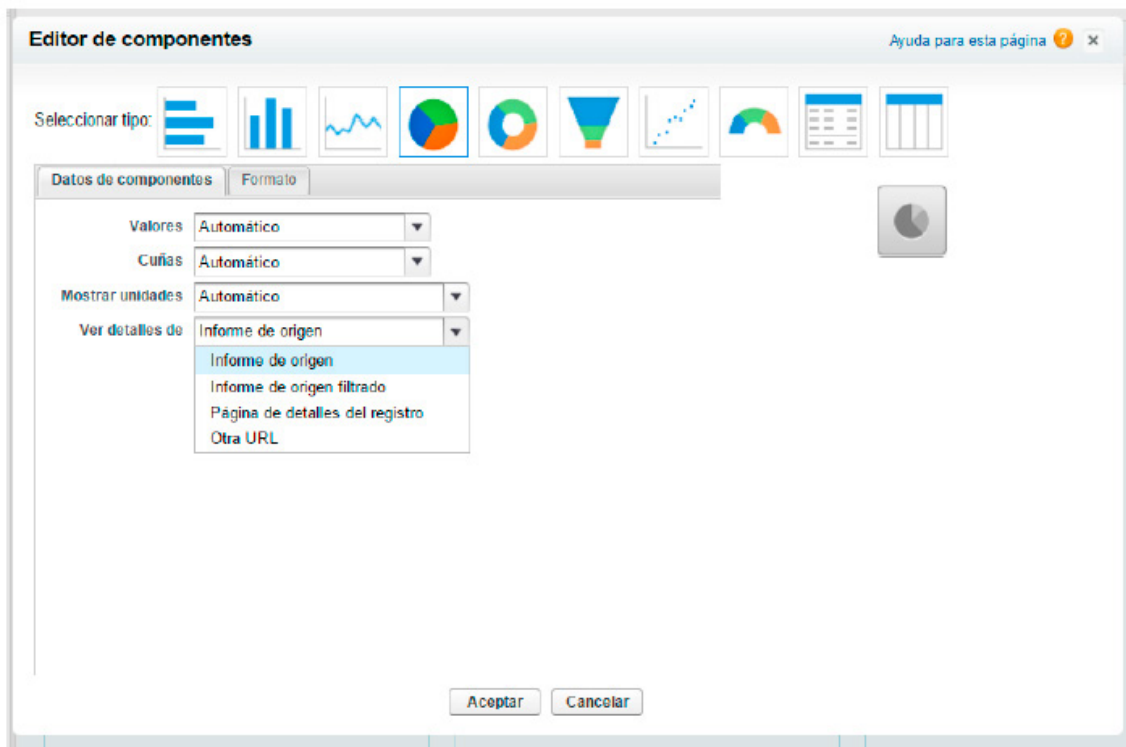 Editor de componentes
Ayuda para esta página ?
Seleccionar tipo:
Datos de componentes
Formato
Valores Automático
Cuñas Automático
Mostrar unidades Automático
Ver detalles de Informe de origen
Informe de origen
Informe de origen filtrado
Página de detalles del registro
Otra URL
Aceptar
Cancelar